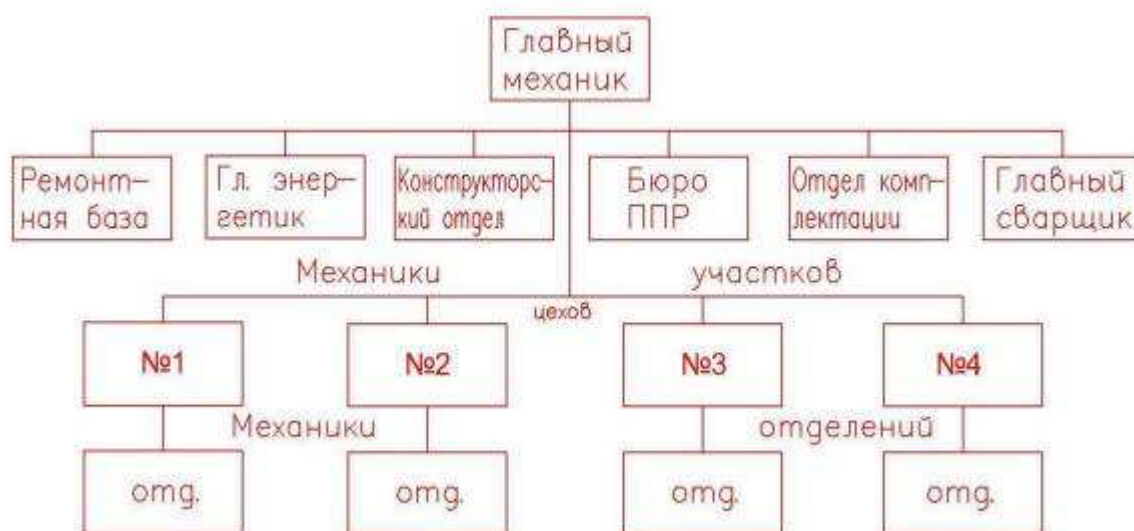 Главный
механик
Ремонт-
ная база
Гл. энер-
гетик
Конструкторс-
кий отдел
Бюро
ППР
Отдел комп-
лектации
Главный
сварщик
Механики участков
цехов
№1 №2 №3 №4
Механики отделений
отд. отд. отд. отд.